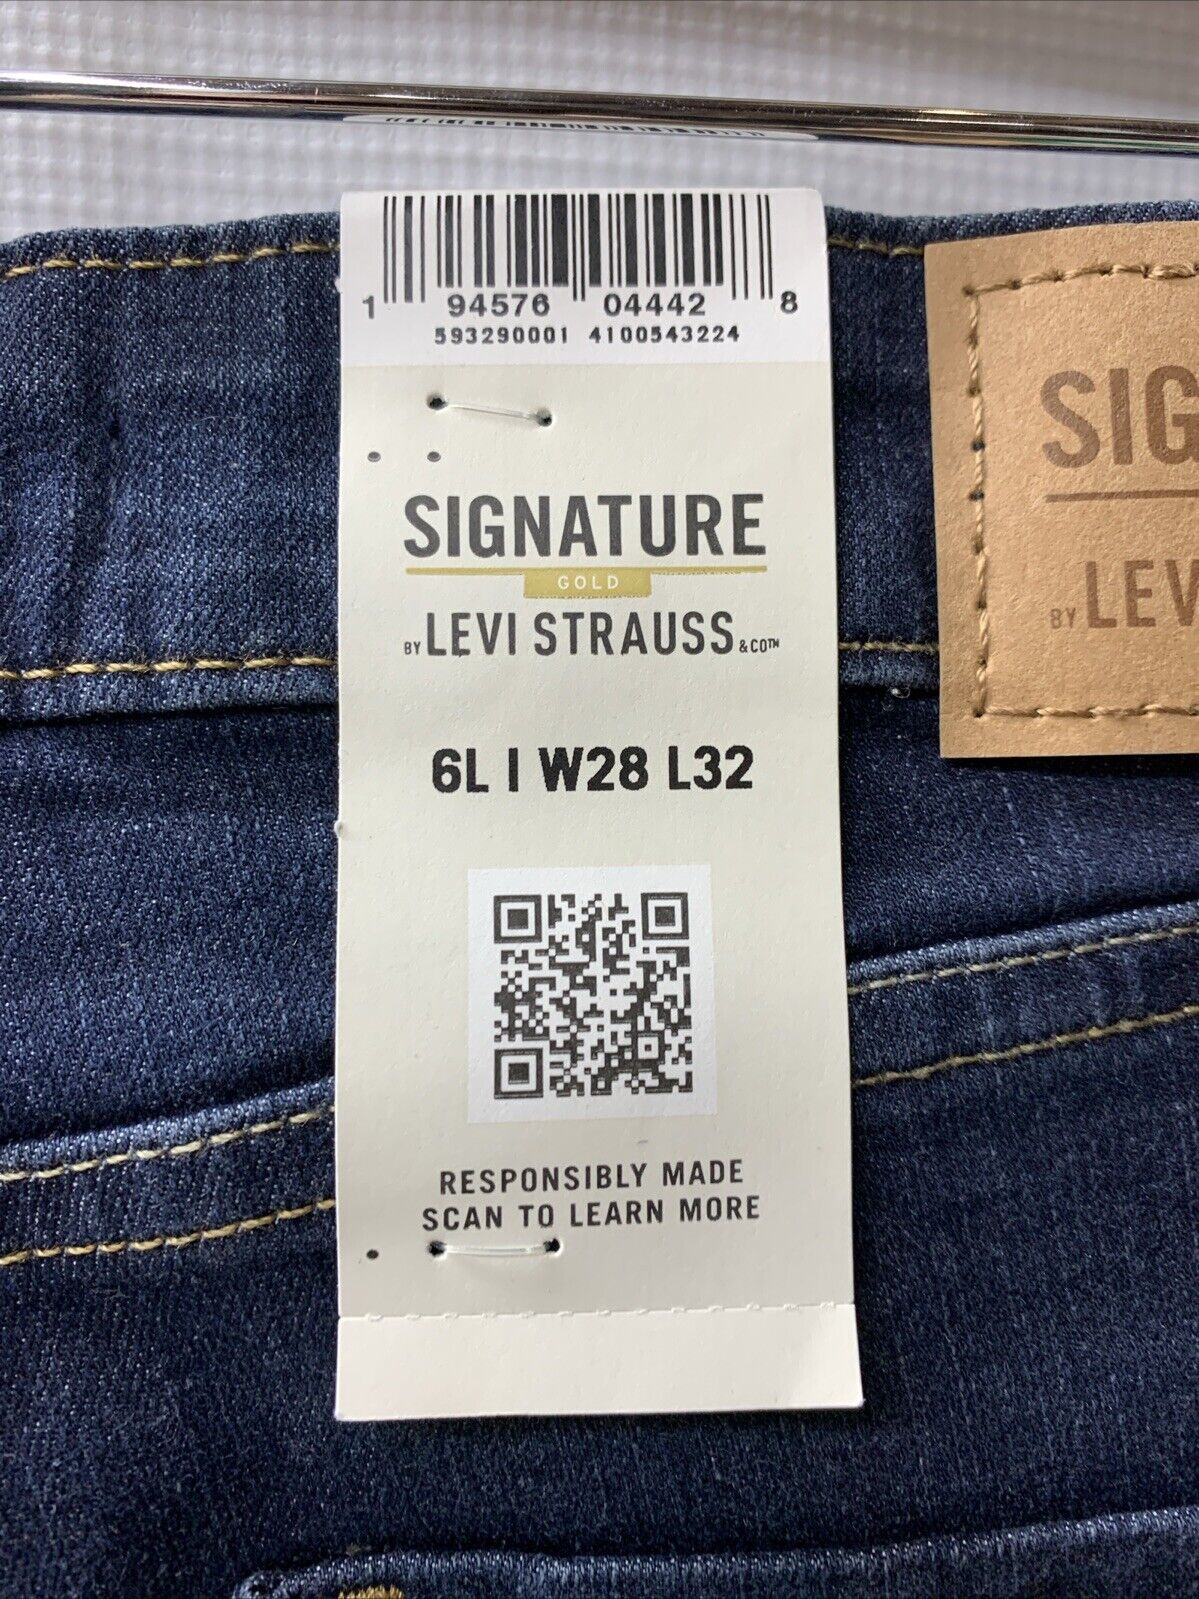 1 94576 04442 8
593290001 4100543224
SIGNATURE
GOLD
BY LEVI STRAUSS & CO™
6L | W28 L32
RESPONSIBLY MADE
SCAN TO LEARN MORE
SIG
BY LEV